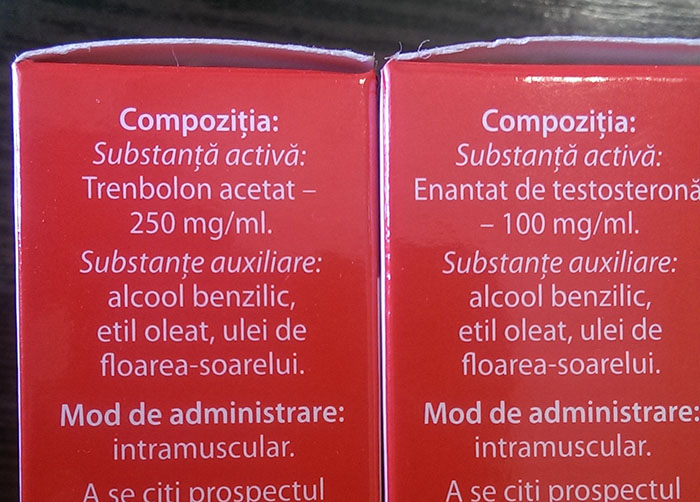 Compoziția:
Substanță activă:
Trenbolon acetat –
250 mg/ml.
Substanțe auxiliare:
alcool benzilic,
etil oleat, ulei de
floarea-soarelui.
Mod de administrare:
intramuscular.
A se citi prospectul
Compoziția:
Substanță activă:
Enantat de testosteronă
– 100 mg/ml.
Substanțe auxiliare:
alcool benzilic,
etil oleat, ulei de
floarea-soarelui.
Mod de administrare:
intramuscular.
A se citi prospectul